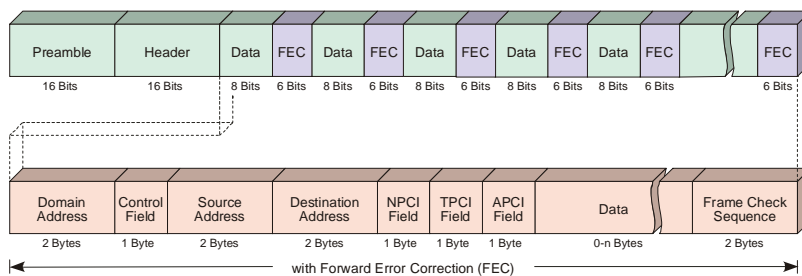 Preamble Header Data FEC Data FEC Data FEC Data FEC Data FEC FEC
16 Bits 16 Bits 8 Bits 6 Bits 8 Bits 6 Bits 8 Bits 6 Bits 8 Bits 6 Bits 8 Bits 6 Bits 6 Bits
Domain Address
Control Field
Source Address
Destination Address
NPCI Field
TPCI Field
APCI Field
Data
Frame Check Sequence
2 Bytes 1 Byte 2 Bytes 2 Bytes 1 Byte 1 Byte 1 Byte 0-n Bytes 2 Bytes
with Forward Error Correction (FEC)